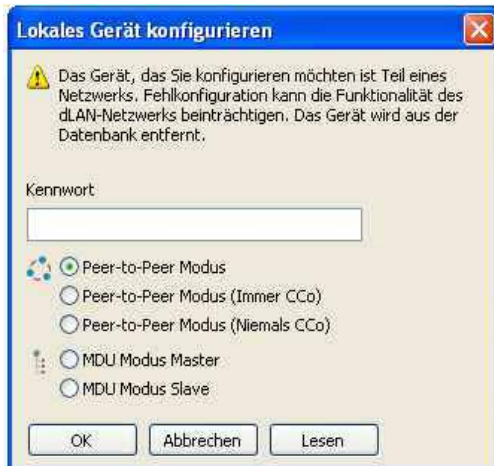 Lokales Gerät konfigurieren
Das Gerät, das Sie konfigurieren möchten ist Teil eines
Netzwerks. Fehlkonfiguration kann die Funktionalität des
dLAN-Netzwerks beinträchtigen. Das Gerät wird aus der
Datenbank entfernt.
Kennwort
Peer-to-Peer Modus
Peer-to-Peer Modus (Immer CCo)
Peer-to-Peer Modus (Niemals CCo)
MDU Modus Master
MDU Modus Slave
OK Abbrechen Lesen